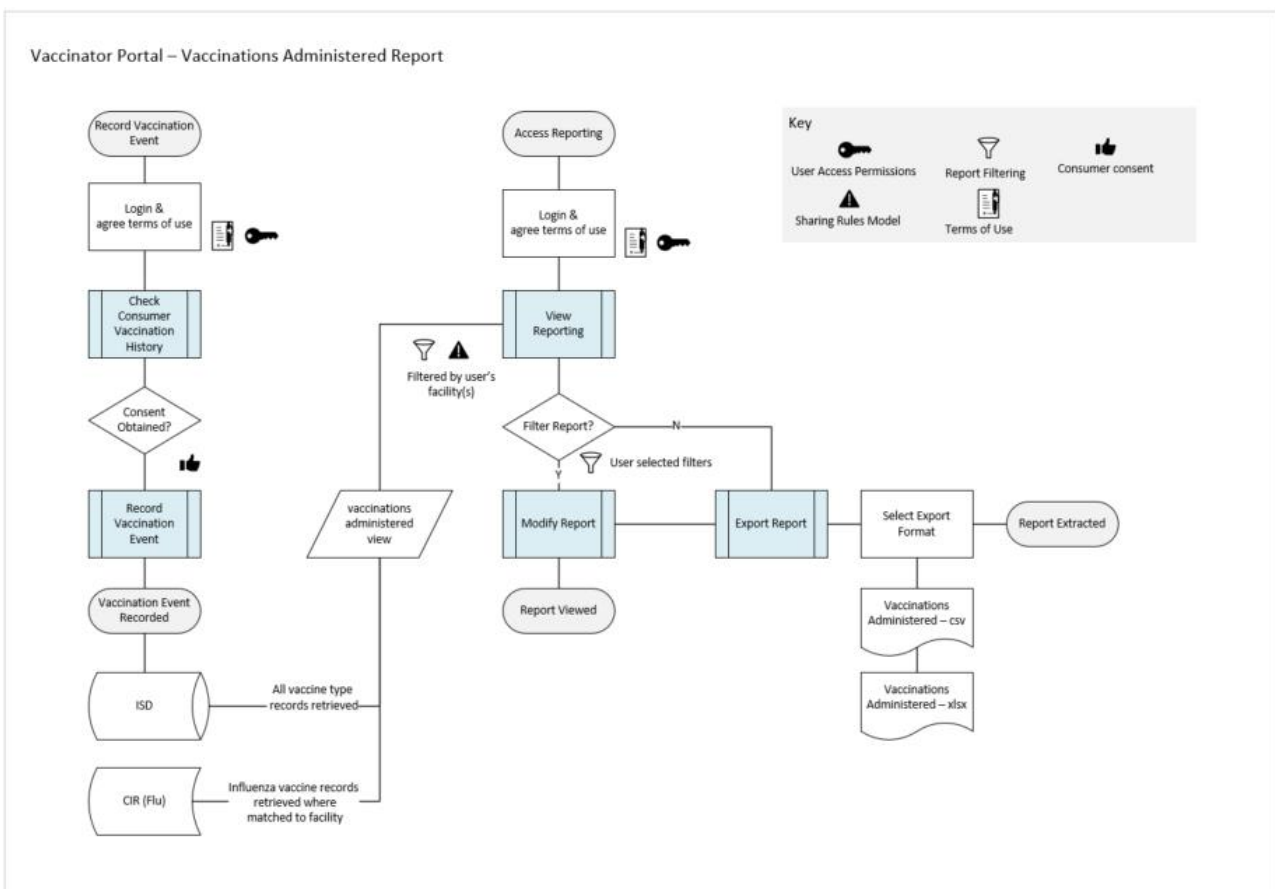 Vaccinator Portal – Vaccinations Administered Report
Record Vaccination
Event
Login &
agree terms of use
Check
Consumer
Vaccination
History
Consent
Obtained?
Record
Vaccination
Event
Vaccination Event
Recorded
ISD
All vaccine type
records retrieved
CIR (Flu)
Influenza vaccine records
retrieved where
matched to facility
vaccinations
administered
view
Filtered by user's
facility(s)
Access Reporting
Login &
agree terms of use
View
Reporting
Filter Report?
N
Y
User selected filters
Modify Report
Report Viewed
Export Report
Select Export
Format
Report Extracted
Vaccinations
Administered – csv
Vaccinations
Administered – xlsx
Key
User Access Permissions
Report Filtering
Consumer consent
Sharing Rules Model
Terms of Use